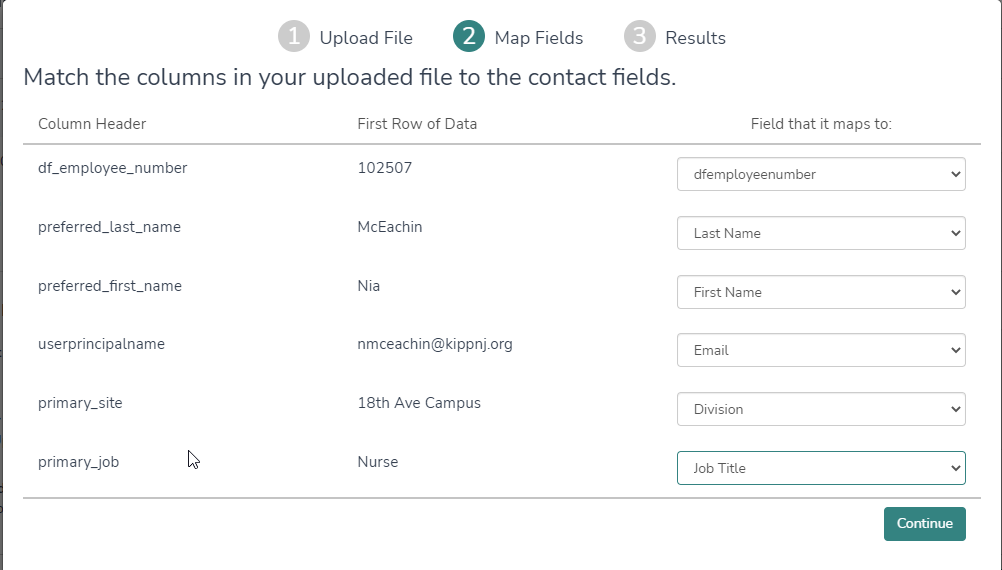 1 Upload File 2 Map Fields 3 Results
Match the columns in your uploaded file to the contact fields.
Column Header First Row of Data Field that it maps to:
df_employee_number 102507 dfemployeenumber
preferred_last_name McEachin Last Name
preferred_first_name Nia First Name
userprincipalname nmceachin@kippnj.org Email
primary_site 18th Ave Campus Division
primary_job Nurse Job Title
Continue